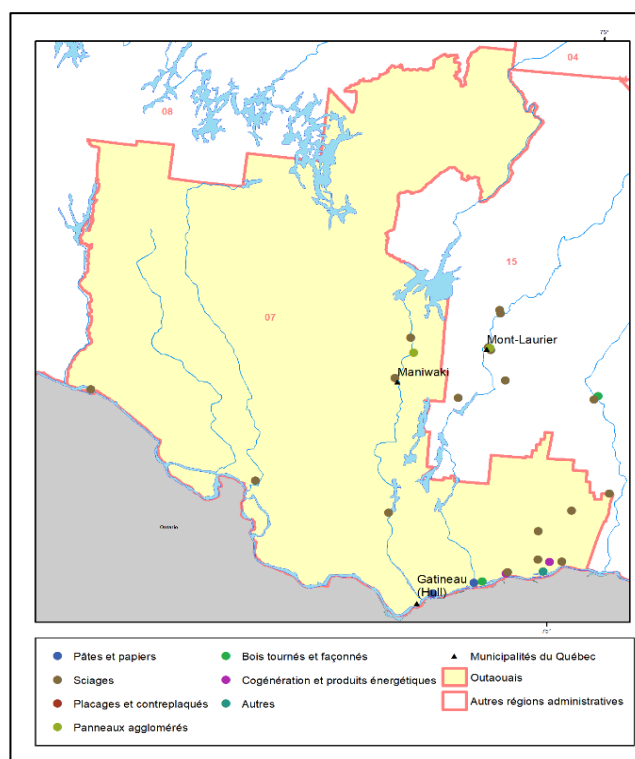 75°
04
08
15
07
Mont-Laurier
Maniwaki
Ontario
Gatineau
(Hull)
75°
Pâtes et papiers
Bois tournés et façonnés
Municipalités du Québec
Sciages
Cogénération et produits énergétiques
Outaouais
Placages et contreplaqués
Autres
Autres régions administratives
Panneaux agglomérés